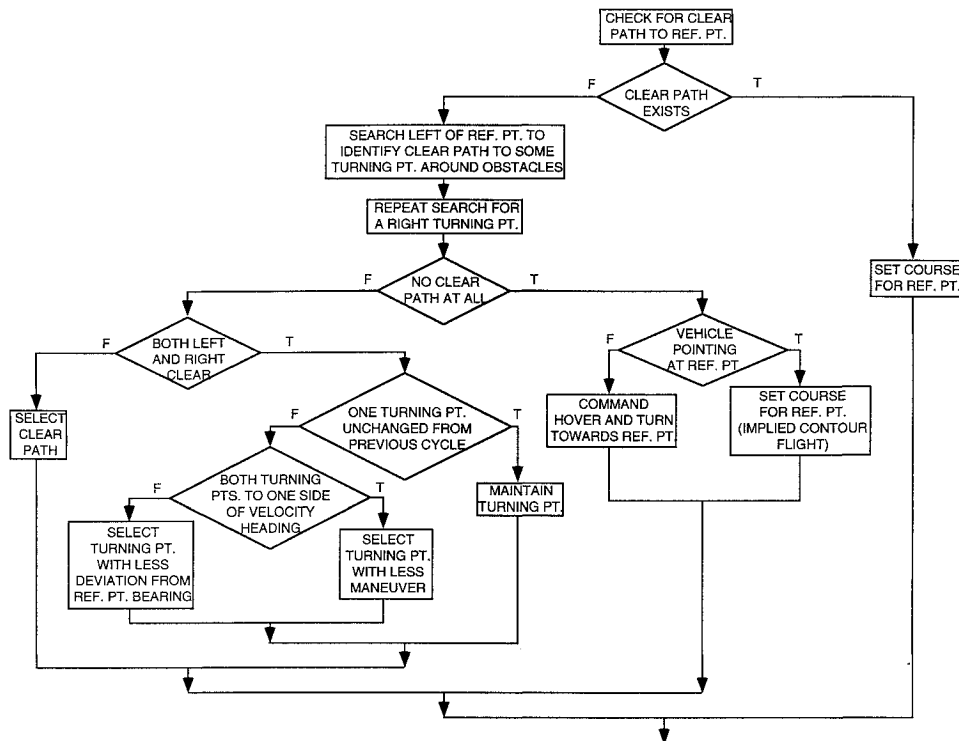 CHECK FOR CLEAR
PATH TO REF. PT.
F
T
CLEAR PATH
EXISTS
SEARCH LEFT OF REF. PT. TO
IDENTIFY CLEAR PATH TO SOME
TURNING PT. AROUND OBSTACLES
REPEAT SEARCH FOR
A RIGHT TURNING PT.
SET COURSE
FOR REF. PT.
F
T
NO CLEAR
PATH AT ALL
F
T
BOTH LEFT
AND RIGHT
CLEAR
F
T
VEHICLE
POINTING
AT REF. PT
SELECT
CLEAR
PATH
F
T
ONE TURNING PT.
UNCHANGED FROM
PREVIOUS CYCLE
COMMAND
HOVER AND TURN
TOWARDS REF. PT.
SET COURSE
FOR REF. PT.
(IMPLIED CONTOUR
FLIGHT)
F
T
BOTH TURNING
PTS. TO ONE SIDE
OF VELOCITY
HEADING
MAINTAIN
TURNING PT.
SELECT
TURNING PT.
WITH LESS
DEVIATION FROM
REF. PT. BEARING
SELECT
TURNING PT.
WITH LESS
MANEUVER